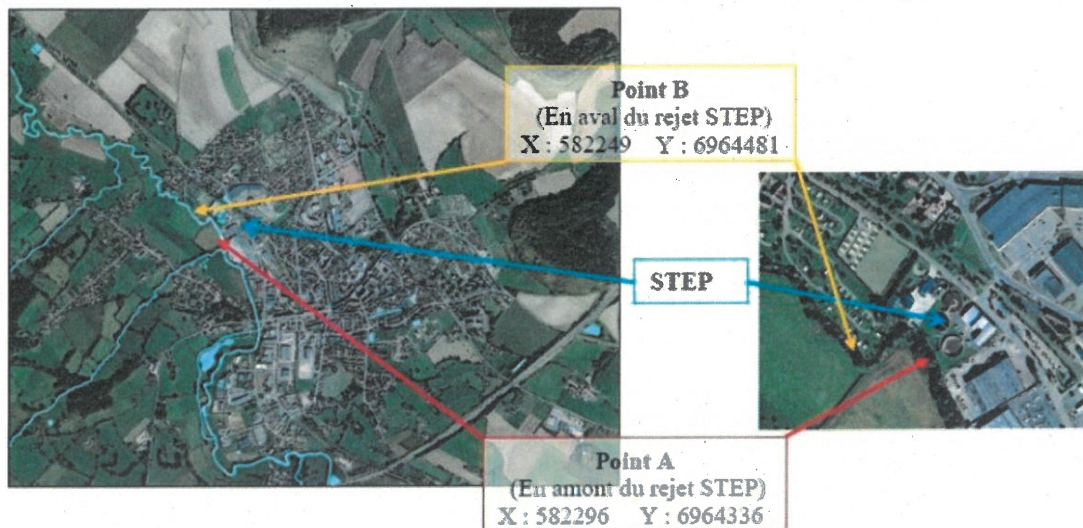 Point B
(En aval du rejet STEP)
X : 582249 Y : 6964481
STEP
Point A
(En amont du rejet STEP)
X : 582296 Y : 6964336